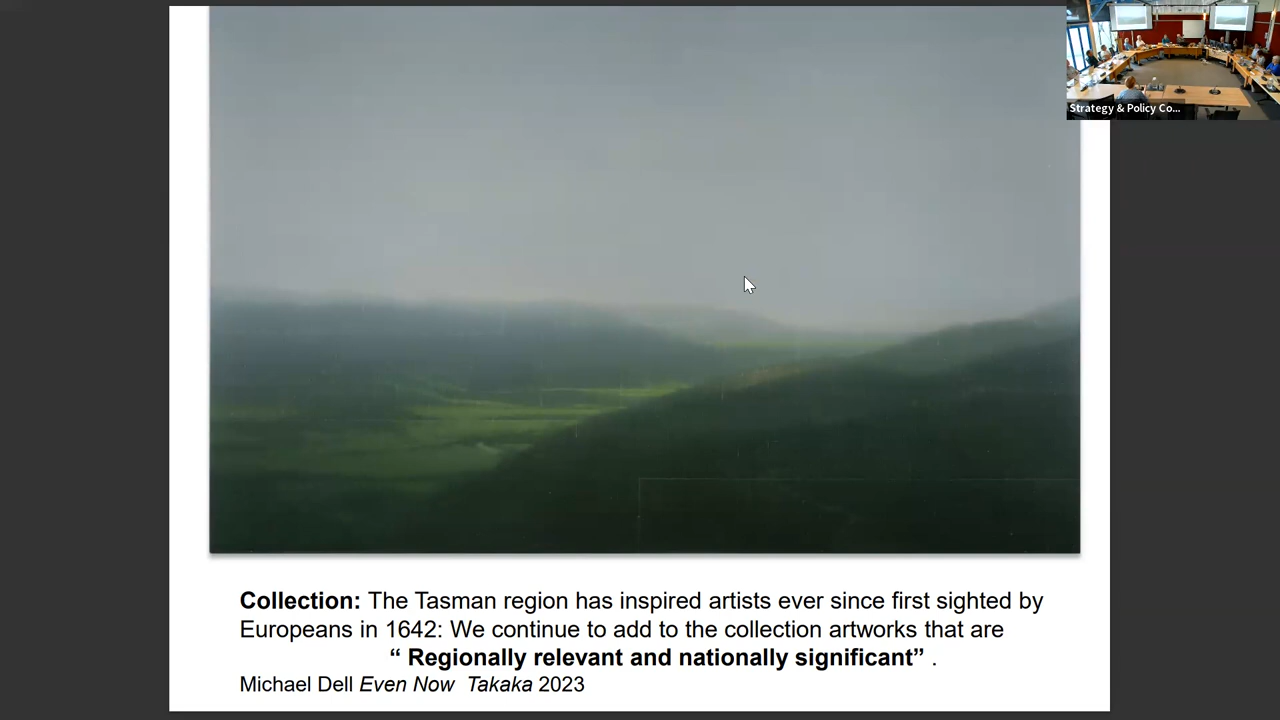 Strategy & Policy Co...
Collection: The Tasman region has inspired artists ever since first sighted by
Europeans in 1642: We continue to add to the collection artworks that are
“ Regionally relevant and nationally significant” .
Michael Dell Even Now  Takaka 2023